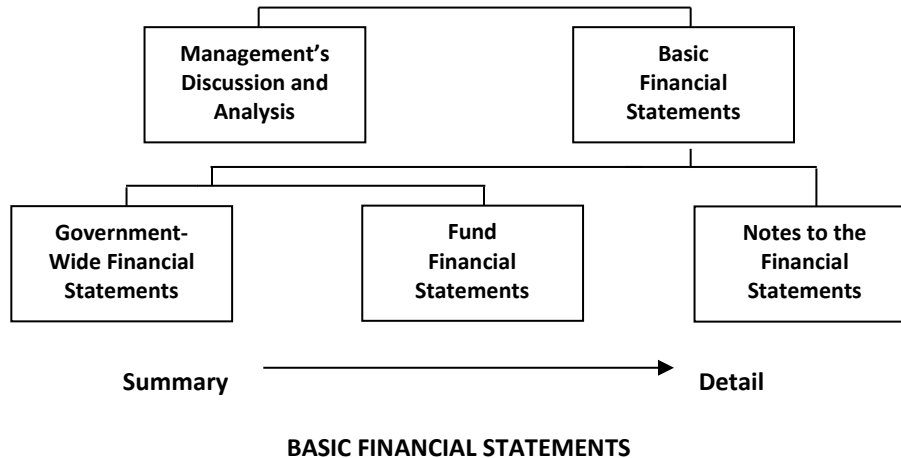 Management’s
Discussion and
Analysis
Basic
Financial
Statements
Government-
Wide Financial
Statements
Fund
Financial
Statements
Notes to the
Financial
Statements
Summary
Detail
BASIC FINANCIAL STATEMENTS